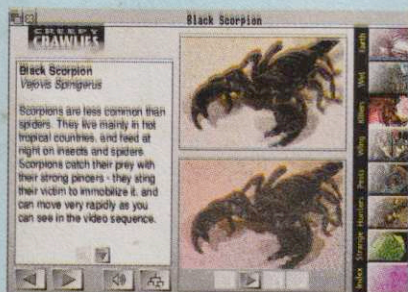 Black Scorpion
CREEPY
CRAWLIES
Black Scorpion
Vejovis Spinigerus
Scorpions are less common than
spiders. They live mainly in hot
tropical countries, and feed at
night on insects and spiders.
Scorpions catch their prey with
their strong pincers - they sting
their victim to immobilize it, and
can move very rapidly as you
can see in the video sequence.
Earth
Wet
Killers
Wing
Pests
Horrors
Strange
Index